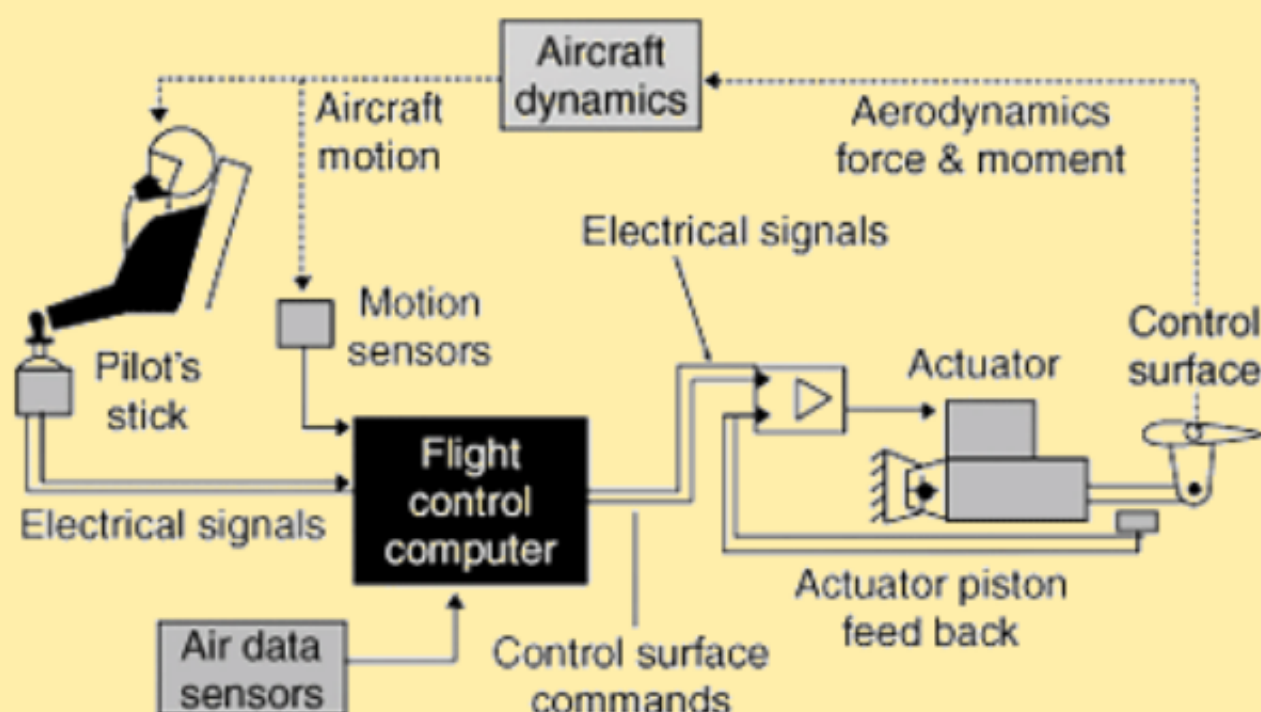 Aircraft
dynamics
Aircraft
motion
Aerodynamics
force & moment
Electrical signals
Motion
sensors
Control
surface
Pilot's
stick
Actuator
Flight
control
computer
Electrical signals
Actuator piston
feed back
Air data
sensors
Control surface
commands